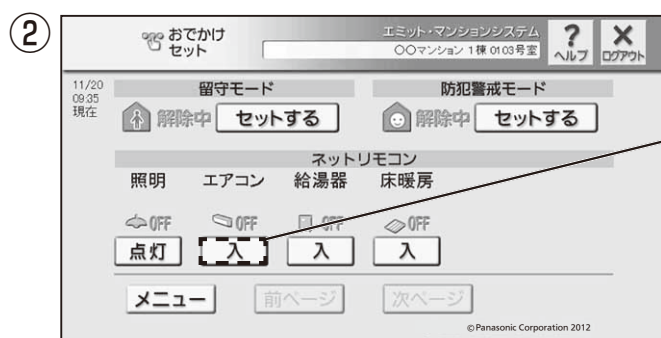 ②
おでかけ
セット
エミット・マンションシステム
○○マンション 1棟 0103号室
?
ヘルプ
×
ログアウト
11/20
09:35
現在
留守モード
防犯警戒モード
解除中 セットする
解除中 セットする
ネットリモコン
照明 エアコン 給湯器 床暖房
OFF OFF OFF OFF
点灯 入 入 入
メニュー 前ページ 次ページ
© Panasonic Corporation 2012